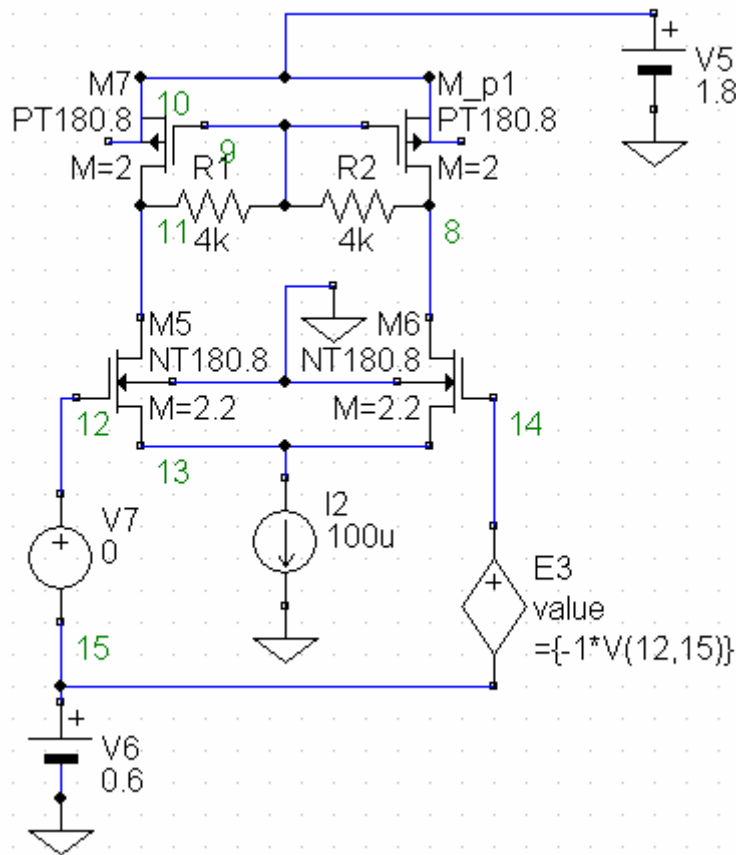 M7
M_p1
V5
1.8
10
PT180.8
PT180.8
9
M=2
R1
R2
M=2
11
4k
4k
8
M5
M6
NT180.8
NT180.8
12
M=2.2
M=2.2
14
13
V7
0
I2
100u
E3
value
={-1*V(12,15)}
15
V6
0.6
+
+
+
+